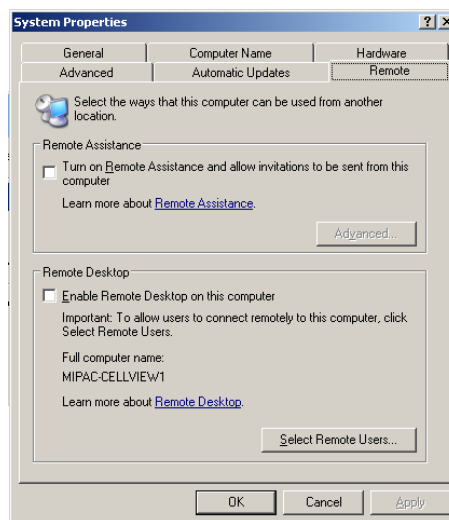 System Properties
General
Computer Name
Hardware
Advanced
Automatic Updates
Remote
Select the ways that this computer can be used from another
location.
Remote Assistance
Turn on Remote Assistance and allow invitations to be sent from this
computer
Learn more about Remote Assistance.
Advanced...
Remote Desktop
Enable Remote Desktop on this computer
Important: To allow users to connect remotely to this computer, click
Select Remote Users.
Full computer name:
MIPAC-CELLVIEW1
Learn more about Remote Desktop.
Select Remote Users...
OK
Cancel
Apply